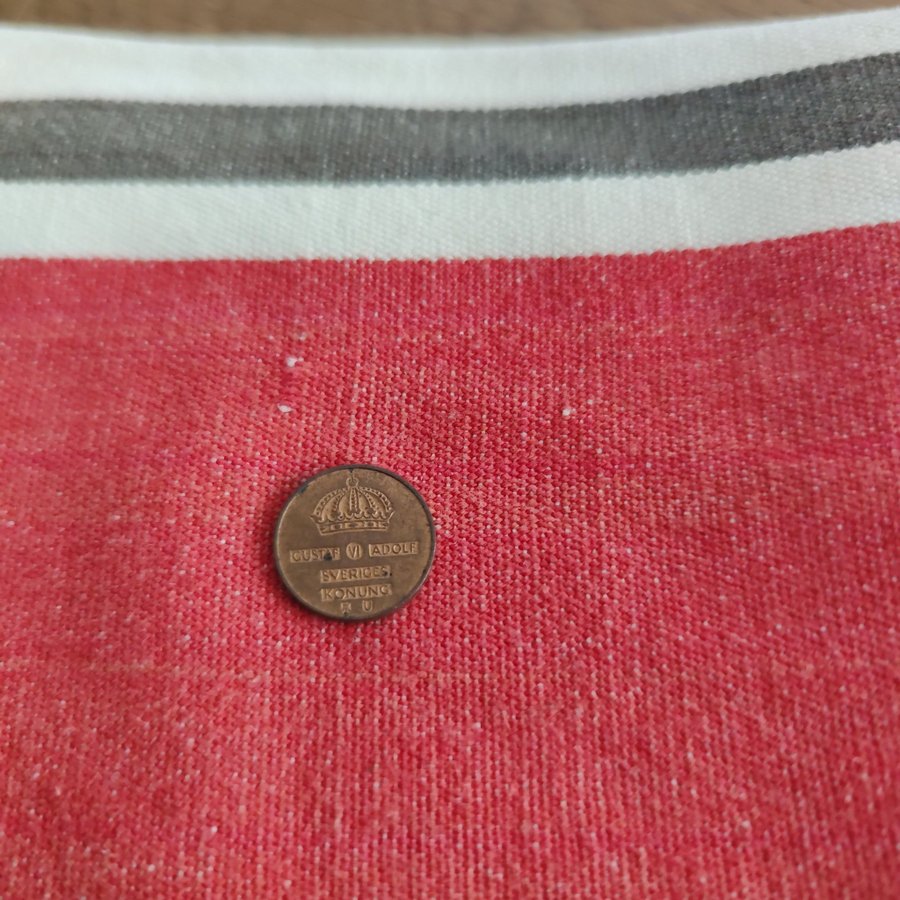 GUSTAF VI ADOLF
SVERIGES
KONUNG
U